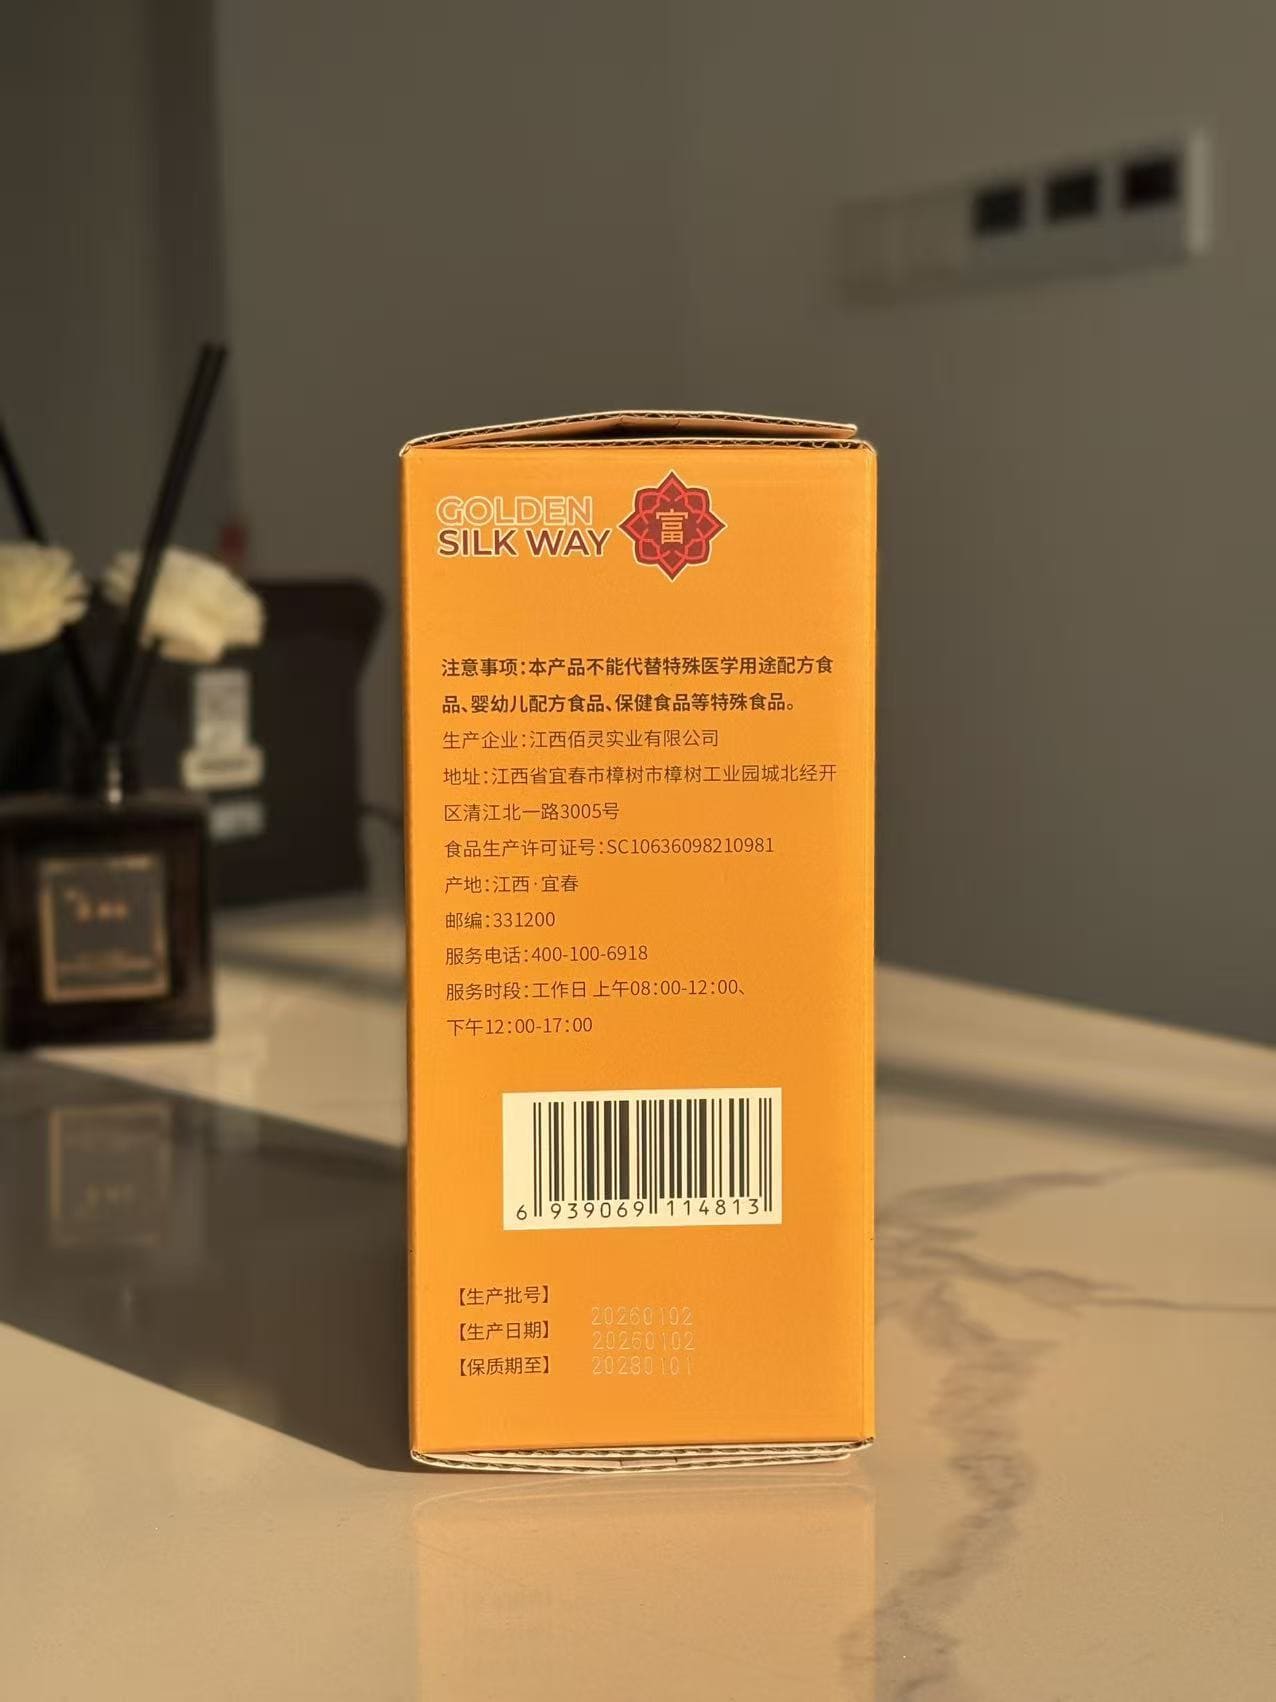 GOLDEN
SILK WAY
富
注意事项:本产品不能代替特殊医学用途配方食
品、婴幼儿配方食品、保健食品等特殊食品。
生产企业:江西佰灵实业有限公司
地址:江西省宜春市樟树市樟树工业园城北经开
区清江北一路3005号
食品生产许可证号:SC10636098210981
产地:江西·宜春
邮编:331200
服务电话:400-100-6918
服务时段:工作日 上午08:00-12:00、
下午12:00-17:00
6 939069 114813
【生产批号】 20260102
【生产日期】 20260102
【保质期至】 20280101